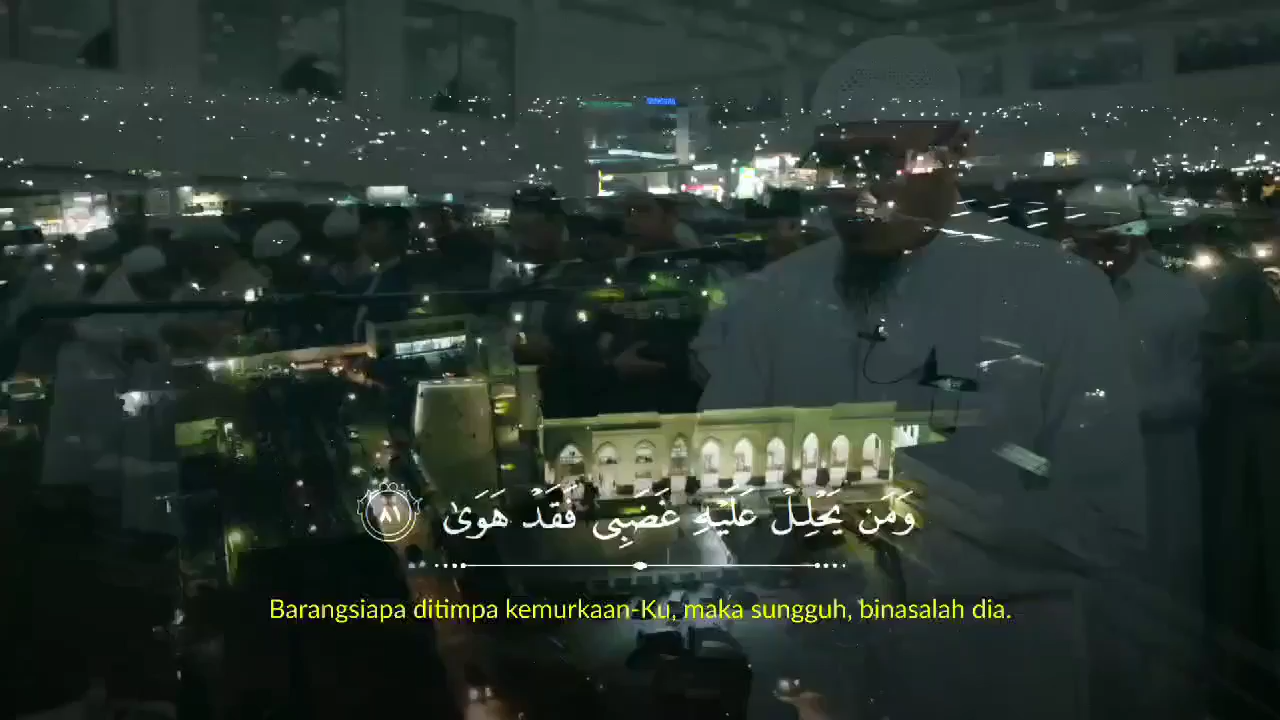 وَمَن يَحْلِلْ عَلَيْهِ غَضَبِى فَقَدْ هَوَىٰ ٨١
Barangsiapa ditimpa kemurkaan-Ku, maka sungguh, binasalah dia.